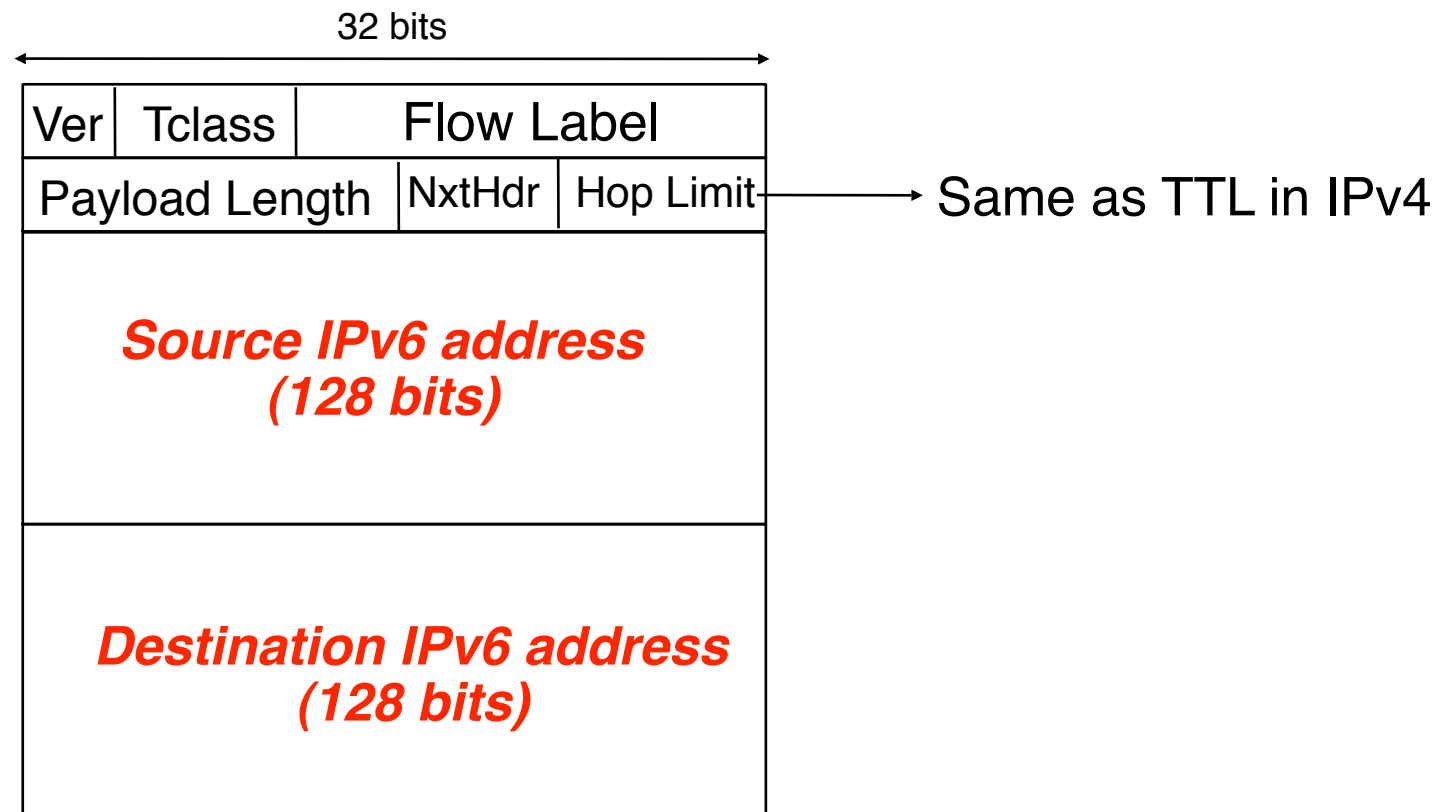 32 bits
Ver Tclass Flow Label
Payload Length NxtHdr Hop Limit Same as TTL in IPv4
Source IPv6 address
(128 bits)
Destination IPv6 address
(128 bits)